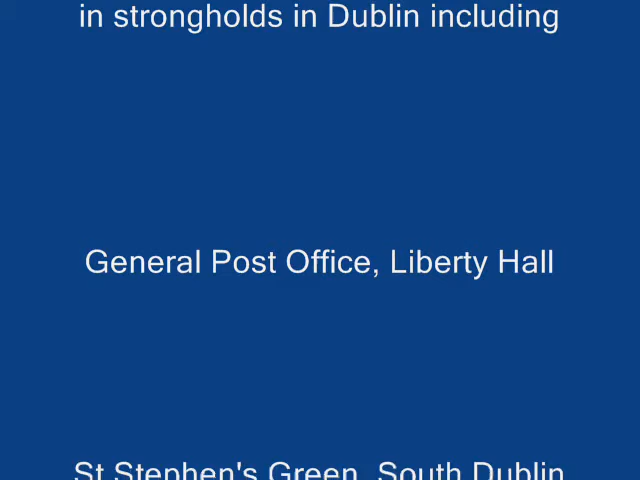 in strongholds in Dublin including
General Post Office, Liberty Hall
St Stephen's Green, South Dublin